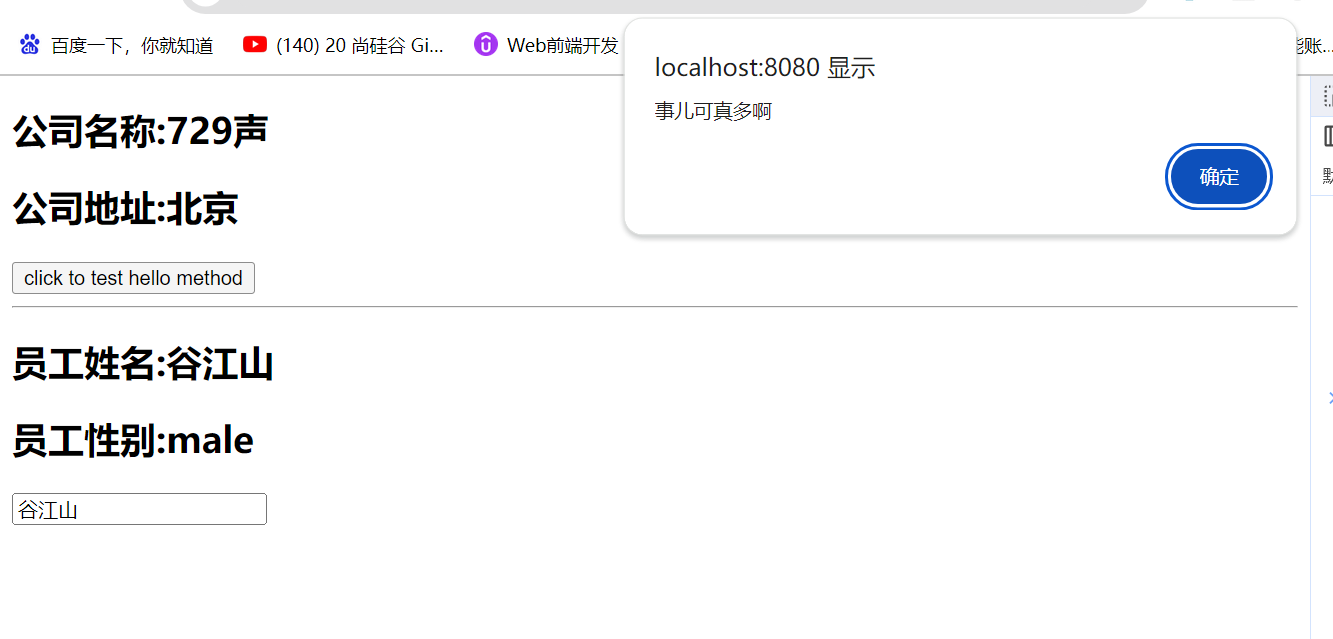 百度一下，你就知道
(140) 20 尚硅谷 Gi...
Web前端开发
localhost:8080 显示
事儿可真多啊
确定
公司名称:729声
公司地址:北京
click to test hello method
员工姓名:谷江山
员工性别:male
谷江山